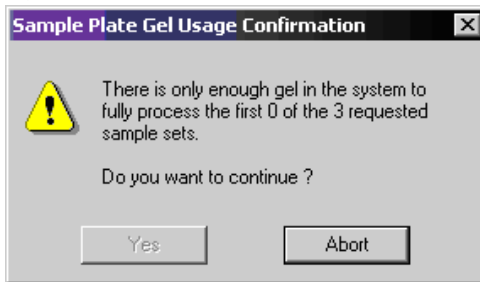 Sample Plate Gel Usage Confirmation
There is only enough gel in the system to
fully process the first 0 of the 3 requested
sample sets.
Do you want to continue ?
Yes
Abort